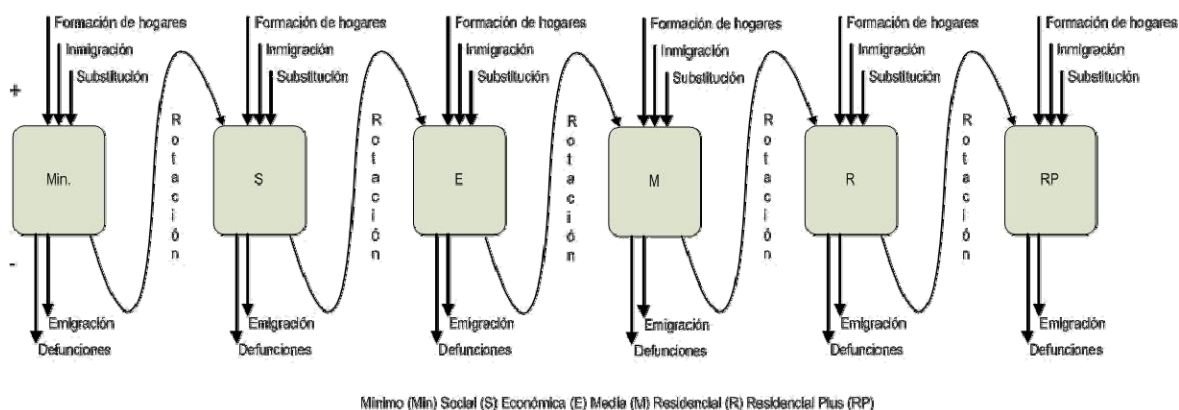 Formación de hogares Formación de hogares Formación de hogares Formación de hogares Formación de hogares Formación de hogares
Inmigración Inmigración Inmigración Inmigración Inmigración Inmigración
Substitución Substitución Substitución Substitución Substitución Substitución
+
Rotación Rotación Rotación Rotación Rotación
Min. S E M R RP
-
Emigración Emigración Emigración Emigración Emigración Emigración
Defunciones Defunciones Defunciones Defunciones Defunciones Defunciones
Mínimo (Min) Social (S) Económica (E) Media (M) Residencial (R) Residencial Plus (RP)